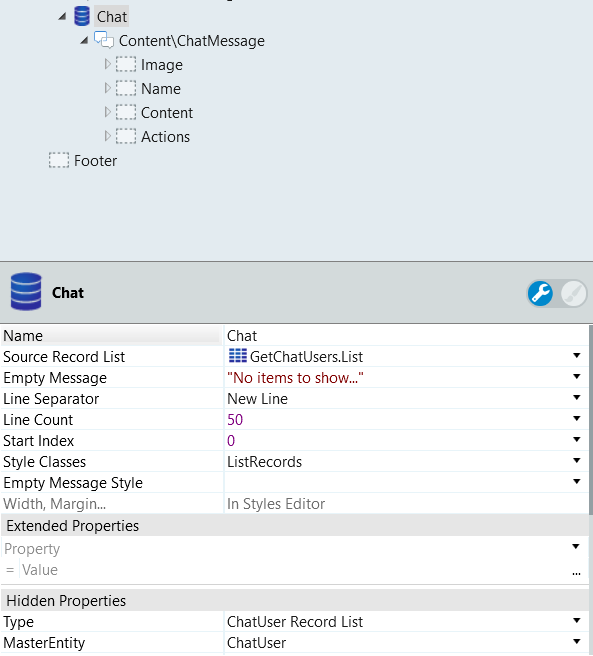 Chat
Content\ChatMessage
Image
Name
Content
Actions
Footer
Chat
Name Chat
Source Record List GetChatUsers.List
Empty Message "No items to show..."
Line Separator New Line
Line Count 50
Start Index 0
Style Classes ListRecords
Empty Message Style
Width, Margin... In Styles Editor
Extended Properties
Property
= Value ...
Hidden Properties
Type ChatUser Record List
MasterEntity ChatUser